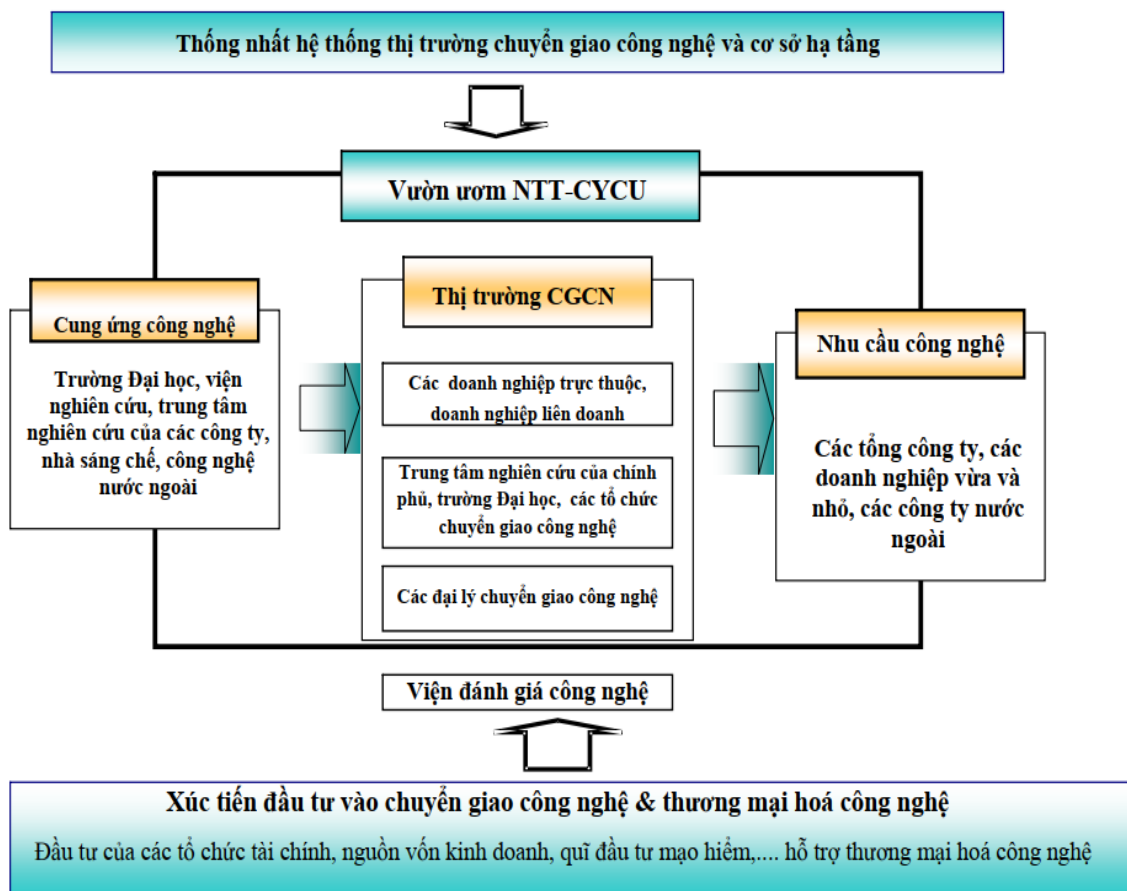 Thống nhất hệ thống thị trường chuyển giao công nghệ và cơ sở hạ tầng
Vườn ươm NTT-CYCU
Cung ứng công nghệ
Trường Đại học, viện
nghiên cứu, trung tâm
nghiên cứu của các công ty,
nhà sáng chế, công nghệ
nước ngoài
Thị trường CGCN
Các doanh nghiệp trực thuộc,
doanh nghiệp liên doanh
Trung tâm nghiên cứu của chính
phủ, trường Đại học, các tổ chức
chuyển giao công nghệ
Các đại lý chuyển giao công nghệ
Nhu cầu công nghệ
Các tổng công ty, các
doanh nghiệp vừa và
nhỏ, các công ty nước
ngoài
Viện đánh giá công nghệ
Xúc tiến đầu tư vào chuyển giao công nghệ & thương mại hoá công nghệ
Đầu tư của các tổ chức tài chính, nguồn vốn kinh doanh, quĩ đầu tư mạo hiểm,.... hỗ trợ thương mại hoá công nghệ